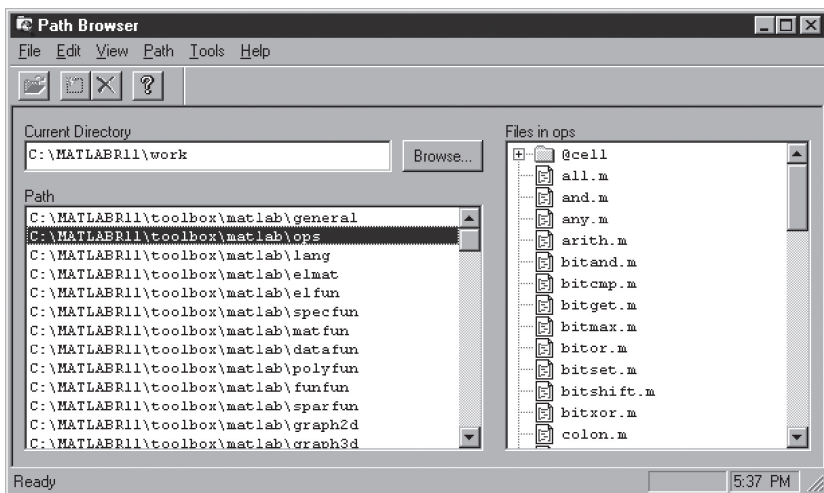 Path Browser
File Edit View Path Tools Help
Current Directory
C:\MATLABR11\work
Browse...
Path
C:\MATLABR11\toolbox\matlab\general
C:\MATLABR11\toolbox\matlab\ops
C:\MATLABR11\toolbox\matlab\lang
C:\MATLABR11\toolbox\matlab\elmat
C:\MATLABR11\toolbox\matlab\elfun
C:\MATLABR11\toolbox\matlab\specfun
C:\MATLABR11\toolbox\matlab\matfun
C:\MATLABR11\toolbox\matlab\datafun
C:\MATLABR11\toolbox\matlab\polyfun
C:\MATLABR11\toolbox\matlab\funfun
C:\MATLABR11\toolbox\matlab\sparfun
C:\MATLABR11\toolbox\matlab\graph2d
C:\MATLABR11\toolbox\matlab\graph3d
Files in ops
@cell
all.m
and.m
any.m
arith.m
bitand.m
bitcmp.m
bitget.m
bitmax.m
bitor.m
bitset.m
bitshift.m
bitxor.m
colon.m
Ready
5:37 PM